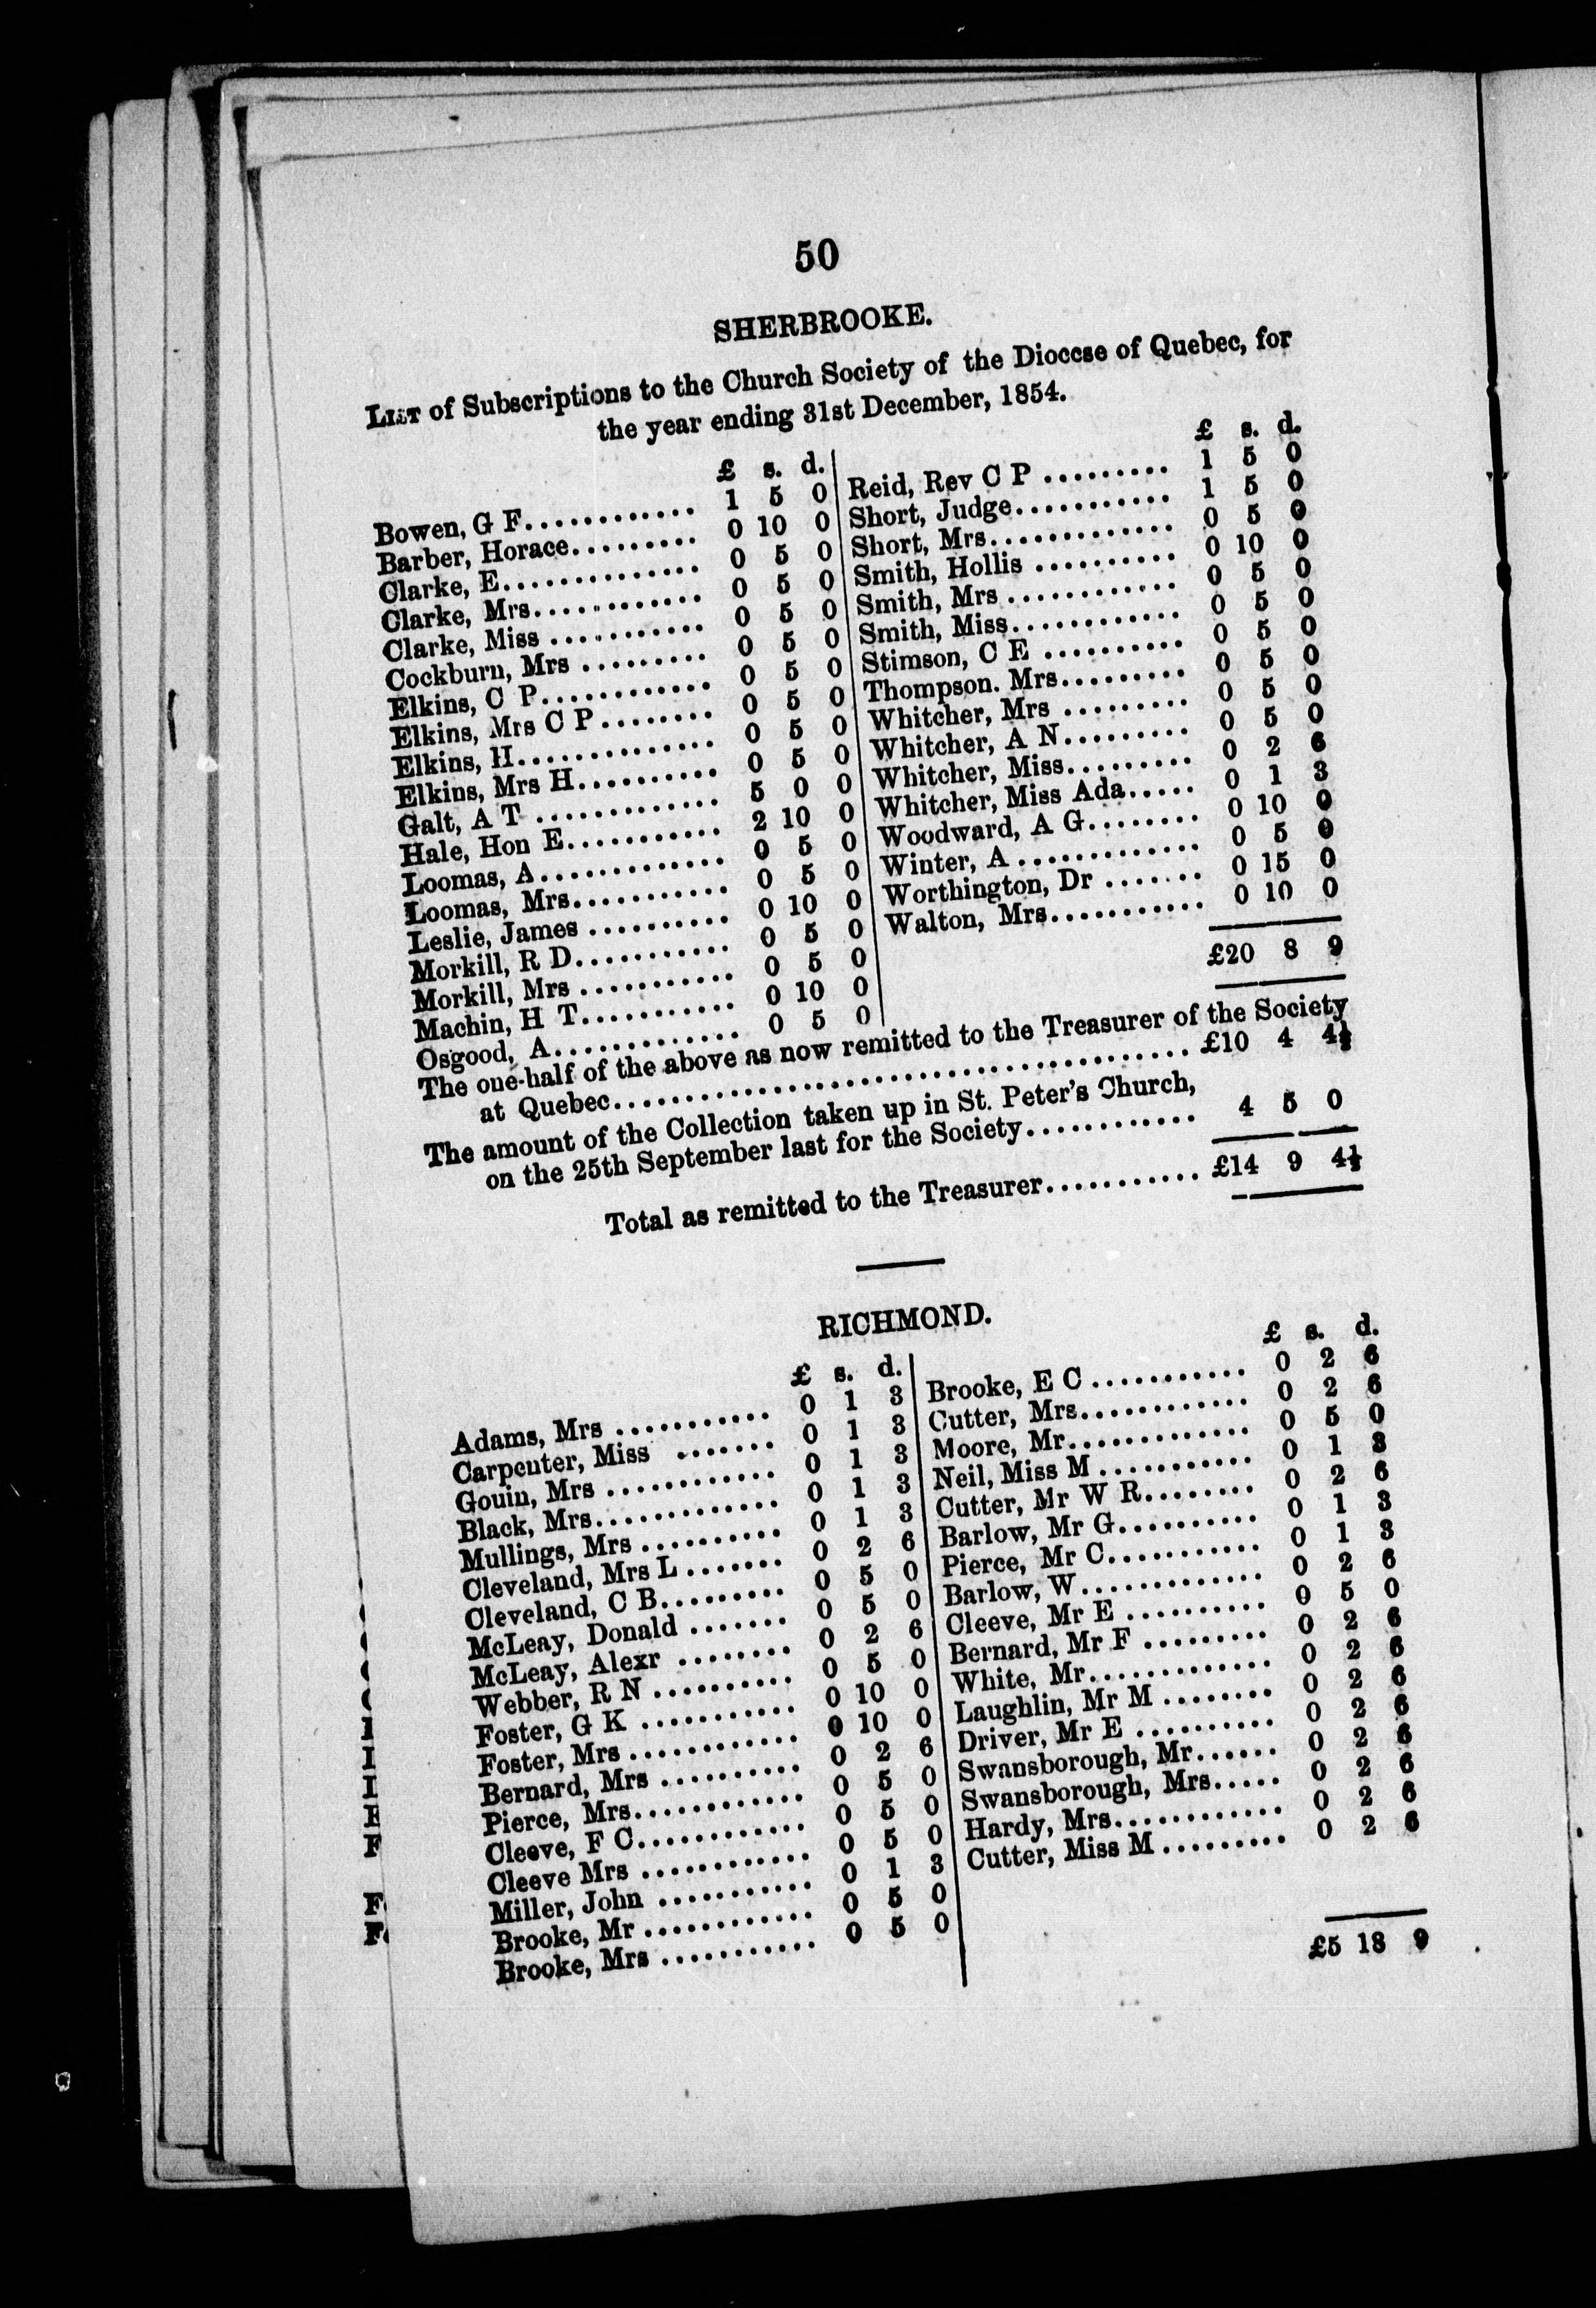 50
SHERBROOKE.
LIST of Subscriptions to the Church Society of the Diocese of Quebec, for
the year ending 31st December, 1854.
£ s. d.
Bowen, G F............ 1 5 0
Barber, Horace......... 0 10 0
Clarke, E.............. 0 5 0
Clarke, Mrs............ 0 5 0
Clarke, Miss ........... 0 5 0
Cockburn, Mrs ......... 0 5 0
Elkins, C P............ 0 5 0
Elkins, Mrs C P........ 0 5 0
Elkins, H.............. 0 5 0
Elkins, Mrs H.......... 0 5 0
Galt, A T ............. 5 0 0
Hale, Hon E........... 2 10 0
Loomas, A............. 0 5 0
Loomas, Mrs........... 0 5 0
Leslie, James .......... 0 10 0
Morkill, R D........... 0 5 0
Morkill, Mrs ........... 0 5 0
Machin, H T........... 0 10 0
Osgood, A............. 0 5 0
£ s. d.
Reid, Rev C P ......... 1 5 0
Short, Judge........... 1 5 0
Short, Mrs............. 0 5 0
Smith, Hollis .......... 0 10 0
Smith, Mrs ............ 0 5 0
Smith, Miss............ 0 5 0
Stimson, C E .......... 0 5 0
Thompson. Mrs......... 0 5 0
Whitcher, Mrs ......... 0 5 0
Whitcher, A N......... 0 5 0
Whitcher, Miss......... 0 2 6
Whitcher, Miss Ada..... 0 1 3
Woodward, A G........ 0 10 0
Winter, A ............. 0 5 0
Worthington, Dr ....... 0 15 0
Walton, Mrs........... 0 10 0
£20 8 9
The one-half of the above as now remitted to the Treasurer of the Society
at Quebec........................................ £10 4 4½
The amount of the Collection taken up in St. Peter's Church,
on the 25th September last for the Society............ 4 5 0
Total as remitted to the Treasurer........... £14 9 4½
RICHMOND.
£ s. d.
Adams, Mrs ........... 0 1 3
Carpenter, Miss ....... 0 1 3
Gouin, Mrs ............ 0 1 3
Black, Mrs............. 0 1 3
Mullings, Mrs .......... 0 1 3
Cleveland, Mrs L....... 0 2 6
Cleveland, C B......... 0 5 0
McLeay, Donald ....... 0 5 0
McLeay, Alexr ........ 0 2 6
Webber, R N .......... 0 5 0
Foster, G K ........... 0 10 0
Foster, Mrs ............ 0 10 0
Bernard, Mrs .......... 0 2 6
Pierce, Mrs............ 0 5 0
Cleeve, F C............ 0 5 0
Cleeve Mrs ............ 0 5 0
Miller, John ........... 0 1 3
Brooke, Mr ............ 0 5 0
Brooke, Mrs ........... 0 5 0
£ s. d.
Brooke, E C ........... 0 2 6
Cutter, Mrs............ 0 2 6
Moore, Mr............. 0 5 0
Neil, Miss M ........... 0 1 3
Cutter, Mr W R........ 0 2 6
Barlow, Mr G.......... 0 1 3
Pierce, Mr C........... 0 1 3
Barlow, W............. 0 2 6
Cleeve, Mr E .......... 0 5 0
Bernard, Mr F ......... 0 2 6
White, Mr............. 0 2 6
Laughlin, Mr M ........ 0 2 6
Driver, Mr E .......... 0 2 6
Swansborough, Mr...... 0 2 6
Swansborough, Mrs..... 0 2 6
Hardy, Mrs............ 0 2 6
Cutter, Miss M ......... 0 2 6
£5 18 9